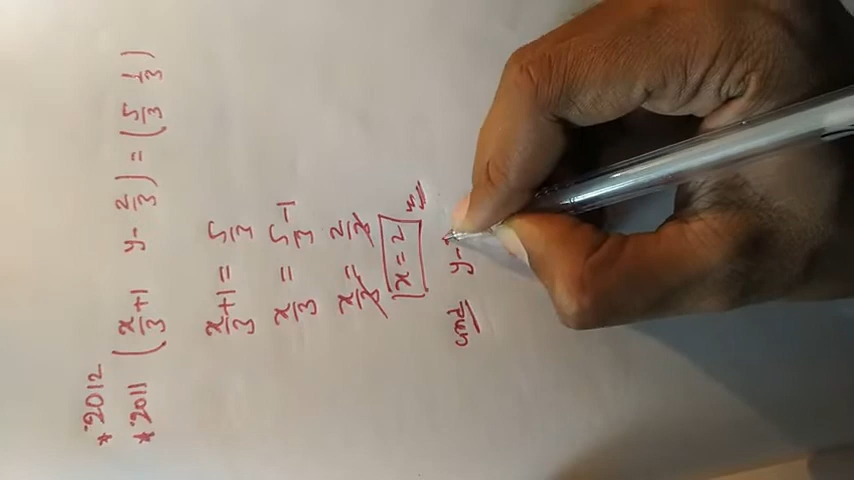 *2012
*2011 (x/3+1 y-2/3) = (5/3 1/3)
x/3+1 = 5/3
x/3 = 5/3-1
x/3 = 2/3
x=2
y-